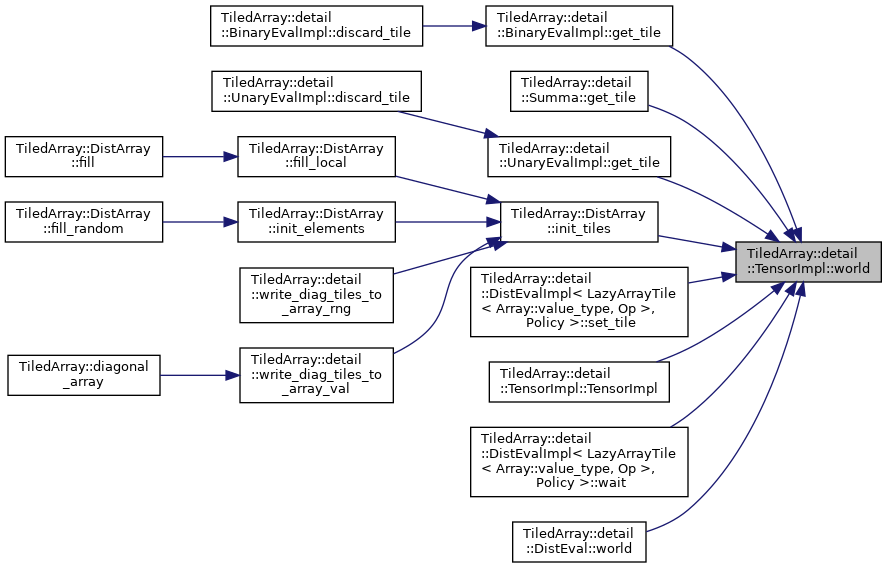 TiledArray::detail
::BinaryEvalImpl::discard_tile
TiledArray::detail
::BinaryEvalImpl::get_tile
TiledArray::detail
::UnaryEvalImpl::discard_tile
TiledArray::detail
::Summa::get_tile
TiledArray::DistArray
::fill
TiledArray::DistArray
::fill_local
TiledArray::detail
::UnaryEvalImpl::get_tile
TiledArray::DistArray
::fill_random
TiledArray::DistArray
::init_elements
TiledArray::DistArray
::init_tiles
TiledArray::detail
::TensorImpl::world
TiledArray::detail
::write_diag_tiles_to
_array_rng
TiledArray::detail
::DistEvalImpl< LazyArrayTile
< Array::value_type, Op >,
Policy >::set_tile
TiledArray::diagonal
_array
TiledArray::detail
::write_diag_tiles_to
_array_val
TiledArray::detail
::TensorImpl::TensorImpl
TiledArray::detail
::DistEvalImpl< LazyArrayTile
< Array::value_type, Op >,
Policy >::wait
TiledArray::detail
::DistEval::world